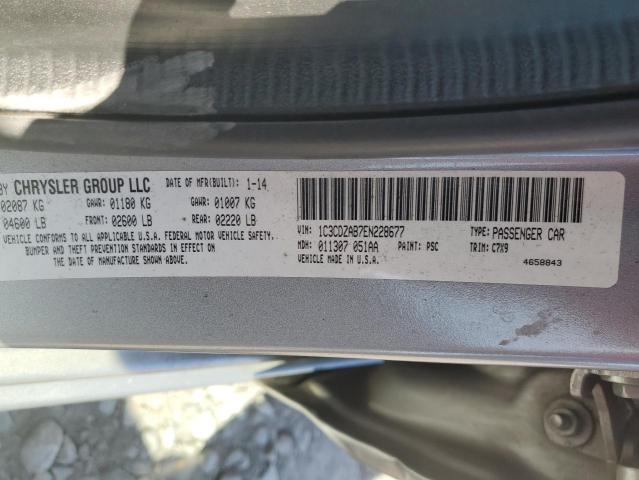 BY CHRYSLER GROUP LLC DATE OF MFR(BUILT): 1-14
02087 KG GAWR: 01180 KG GAWR: 01007 KG
04600 LB FRONT: 02600 LB REAR: 02220 LB
VEHICLE CONFORMS TO ALL APPLICABLE U.S.A. FEDERAL MOTOR VEHICLE SAFETY,
BUMPER AND THEFT PREVENTION STANDARDS IN EFFECT ON
THE DATE OF MANUFACTURE SHOWN ABOVE.
VIN: 1C3CDZAB7EN228677 TYPE: PASSENGER CAR
MDH: 011307 051AA PAINT: PSC TRIM: C7X9
VEHICLE MADE IN U.S.A. 4658843